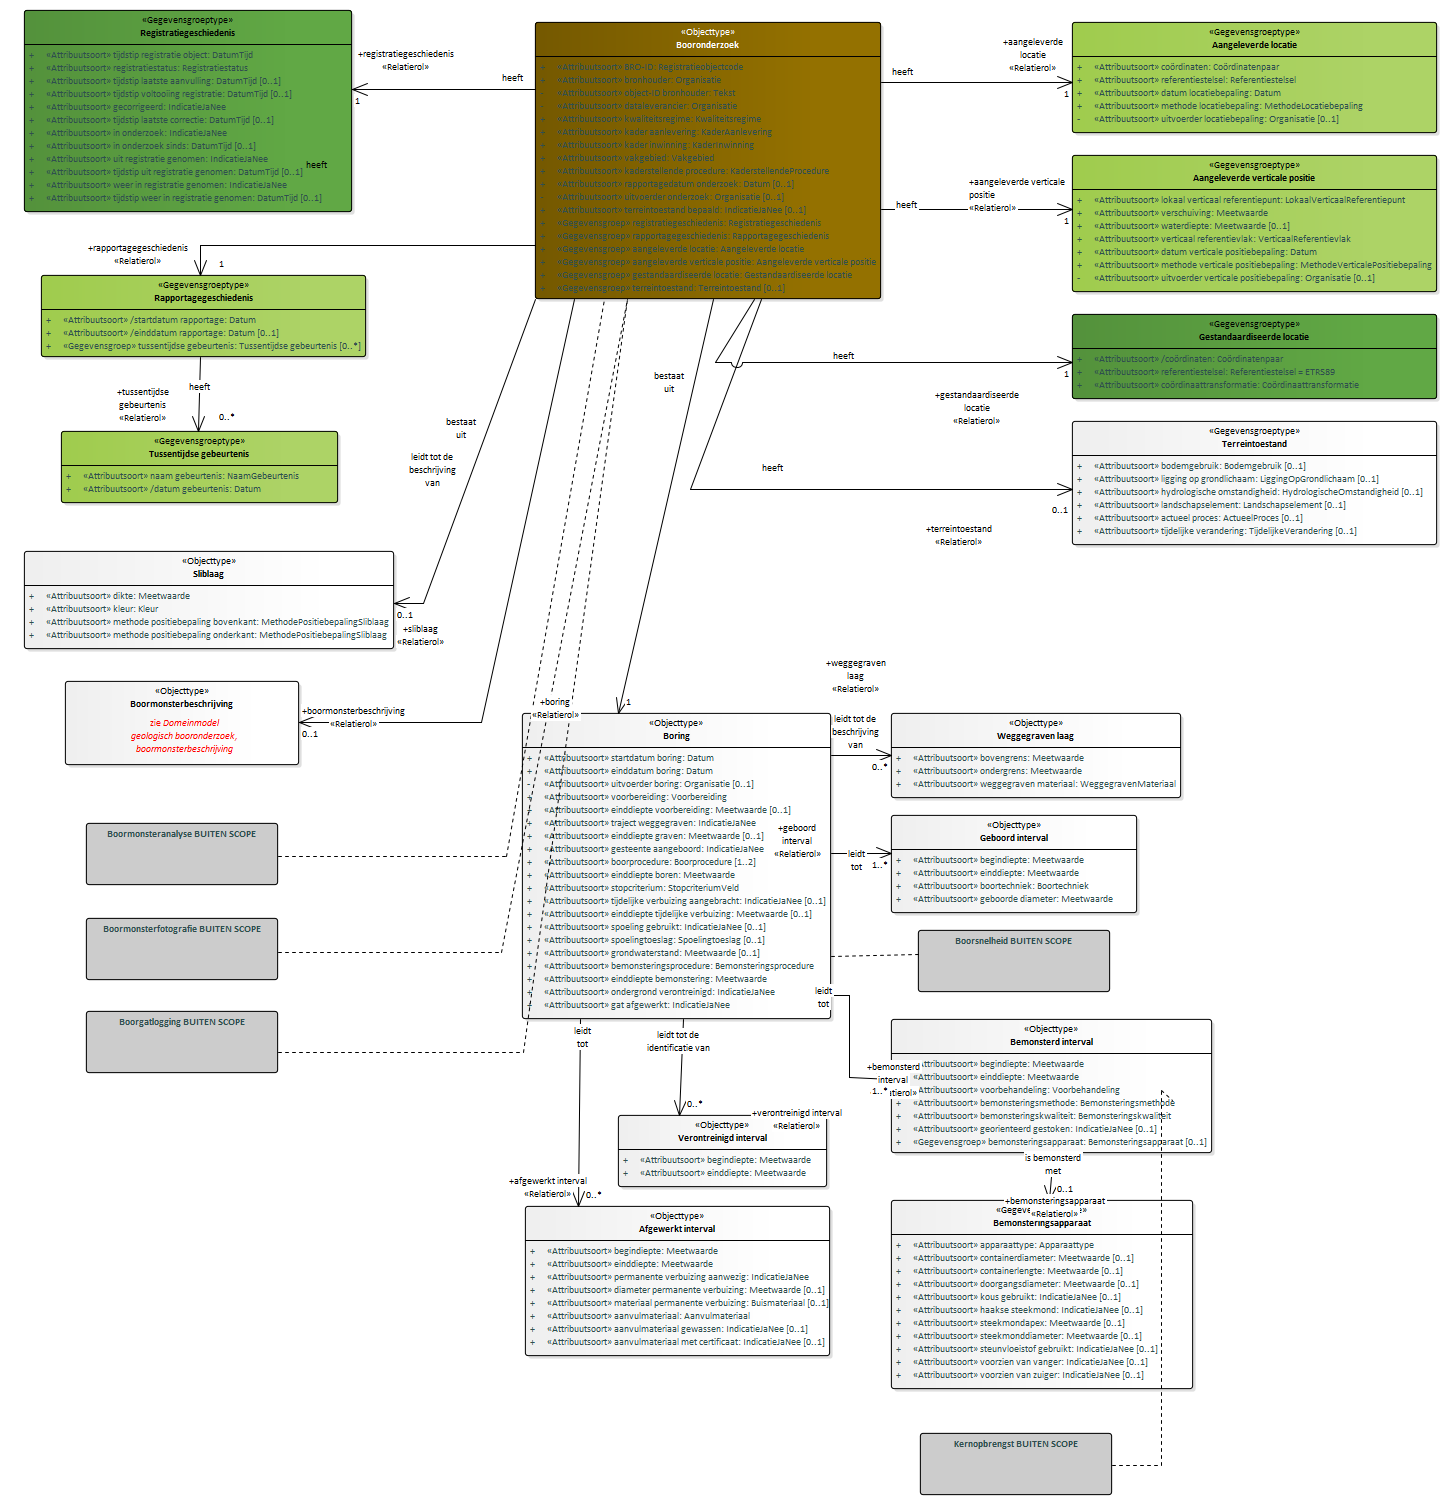 «Gegevensgroeptype»
Registratiegeschiedenis
+ «Attribuutsoort» tijdstip registratie object: DatumTijd
+ «Attribuutsoort» registratiestatus: Registratiestatus
+ «Attribuutsoort» tijdstip laatste aanvulling: DatumTijd [0..1]
+ «Attribuutsoort» tijdstip voltooiing registratie: DatumTijd [0..1]
+ «Attribuutsoort» gecorrigeerd: IndicatieJaNee
+ «Attribuutsoort» tijdstip laatste correctie: DatumTijd [0..1]
+ «Attribuutsoort» in onderzoek: IndicatieJaNee
+ «Attribuutsoort» in onderzoek sinds: DatumTijd [0..1]
+ «Attribuutsoort» uit registratie genomen: IndicatieJaNee
+ «Attribuutsoort» tijdstip uit registratie genomen: DatumTijd [0..1]
+ «Attribuutsoort» weer in registratie genomen: IndicatieJaNee
+ «Attribuutsoort» tijdstip weer in registratie genomen: DatumTijd [0..1]
heeft
+registratiegeschiedenis
«Relatierol»
heeft
1
«Objecttype»
Booronderzoek
«Attribuutsoort» BRO-ID: Registratieobjectcode
«Attribuutsoort» bronhouder: Organisatie
«Attribuutsoort» object-ID bronhouder: Tekst
«Attribuutsoort» dataleverancier: Organisatie
«Attribuutsoort» kwaliteitsregime: Kwaliteitsregime
«Attribuutsoort» kader aanlevering: KaderAanlevering
«Attribuutsoort» kader inwinning: KaderInwinning
«Attribuutsoort» vakgebied: Vakgebied
«Attribuutsoort» kaderstellende procedure: KaderstellendeProcedure
«Attribuutsoort» rapportagedatum onderzoek: Datum [0..1]
«Attribuutsoort» uitvoerder onderzoek: Organisatie [0..1]
«Attribuutsoort» terreintoestand bepaald: IndicatieJaNee [0..1]
«Gegevensgroep» registratiegeschiedenis: Registratiegeschiedenis
«Gegevensgroep» rapportagegeschiedenis: Rapportagegeschiedenis
«Gegevensgroep» aangeleverde locatie: Aangeleverde locatie
«Gegevensgroep» aangeleverde verticale positie: Aangeleverde verticale positie
«Gegevensgroep» gestandaardiseerde locatie: Gestandaardiseerde locatie
«Gegevensgroep» terreintoestand: Terreintoestand [0..1]
+aangeleverde
locatie
«Relatierol»
heeft
1
«Gegevensgroeptype»
Aangeleverde locatie
+ «Attribuutsoort» coördinaten: Coördinatenpaar
+ «Attribuutsoort» referentiestelsel: Referentiestelsel
+ «Attribuutsoort» datum locatiebepaling: Datum
+ «Attribuutsoort» methode locatiebepaling: MethodeLocatiebepaling
- «Attribuutsoort» uitvoerder locatiebepaling: Organisatie [0..1]
+aangeleverde verticale
positie
«Relatierol»
heeft
1
«Gegevensgroeptype»
Aangeleverde verticale positie
+ «Attribuutsoort» lokaal verticaal referentiepunt: LokaalVerticaalReferentiepunt
+ «Attribuutsoort» verschuiving: Meetwaarde
+ «Attribuutsoort» waterdiepte: Meetwaarde [0..1]
+ «Attribuutsoort» verticaal referentievlak: VerticaalReferentievlak
+ «Attribuutsoort» datum verticale positiebepaling: Datum
+ «Attribuutsoort» methode verticale positiebepaling: MethodeVerticalePositiebepaling
- «Attribuutsoort» uitvoerder verticale positiebepaling: Organisatie [0..1]
+rapportagegeschiedenis
«Relatierol»
1
«Gegevensgroeptype»
Rapportagegeschiedenis
+ «Attribuutsoort» /startdatum rapportage: Datum
+ «Attribuutsoort» /einddatum rapportage: Datum [0..1]
+ «Gegevensgroep» tussentijdse gebeurtenis: Tussentijdse gebeurtenis [0..*]
heeft
+tussentijdse
gebeurtenis
«Relatierol»
0..*
«Gegevensgroeptype»
Tussentijdse gebeurtenis
+ «Attribuutsoort» naam gebeurtenis: NaamGebeurtenis
+ «Attribuutsoort» /datum gebeurtenis: Datum
«Gegevensgroeptype»
Gestandaardiseerde locatie
+ «Attribuutsoort» /coördinaten: Coördinatenpaar
+ «Attribuutsoort» referentiestelsel: Referentiestelsel = ETRS89
+ «Attribuutsoort» coördinaattransformatie: Coördinaattransformatie
heeft
1
+gestandaardiseerde
locatie
«Relatierol»
«Gegevensgroeptype»
Terreintoestand
+ «Attribuutsoort» bodemgebruik: Bodemgebruik [0..1]
+ «Attribuutsoort» ligging op grondlichaam: LiggingOpGrondlichaam [0..1]
+ «Attribuutsoort» hydrologische omstandigheid: HydrologischeOmstandigheid [0..1]
+ «Attribuutsoort» landschapselement: Landschapselement [0..1]
+ «Attribuutsoort» actueel proces: ActueelProces [0..1]
+ «Attribuutsoort» tijdelijke verandering: TijdelijkeVerandering [0..1]
heeft
0..1
+terreintoestand
«Relatierol»
bestaat
uit
bestaat
uit
leidt tot de
beschrijving
van
«Objecttype»
Sliblaag
+ «Attribuutsoort» dikte: Meetwaarde
+ «Attribuutsoort» kleur: Kleur
+ «Attribuutsoort» methode positiebepaling bovenkant: MethodePositiebepalingSliblaag
+ «Attribuutsoort» methode positiebepaling onderkant: MethodePositiebepalingSliblaag
0..1
+sliblaag
«Relatierol»
«Objecttype»
Boormonsterbeschrijving
zie Domeinmodel
geologisch booronderzoek,
boormonsterbeschrijving
+boormonsterbeschrijving
«Relatierol»
0..1
+boring
«Relatierol»
1
«Objecttype»
Boring
+ «Attribuutsoort» startdatum boring: Datum
+ «Attribuutsoort» einddatum boring: Datum
- «Attribuutsoort» uitvoerder boring: Organisatie [0..1]
+ «Attribuutsoort» voorbereiding: Voorbereiding
+ «Attribuutsoort» einddiepte voorbereiding: Meetwaarde [0..1]
+ «Attribuutsoort» traject weggegraven: IndicatieJaNee
+ «Attribuutsoort» einddiepte graven: Meetwaarde [0..1]
+ «Attribuutsoort» gesteente aangeboord: IndicatieJaNee
+ «Attribuutsoort» boorprocedure: Boorprocedure [1..2]
+ «Attribuutsoort» einddiepte boren: Meetwaarde
+ «Attribuutsoort» stopcriterium: StopcriteriumVeld
+ «Attribuutsoort» tijdelijke verbuizing aangebracht: IndicatieJaNee [0..1]
+ «Attribuutsoort» einddiepte tijdelijke verbuizing: Meetwaarde [0..1]
+ «Attribuutsoort» spoeling gebruikt: IndicatieJaNee [0..1]
+ «Attribuutsoort» spoelingtoeslag: Spoelingtoeslag [0..1]
+ «Attribuutsoort» grondwaterstand: Meetwaarde [0..1]
+ «Attribuutsoort» bemonsteringsprocedure: Bemonsteringsprocedure
+ «Attribuutsoort» einddiepte bemonstering: Meetwaarde
+ «Attribuutsoort» ondergrond verontreinigd: IndicatieJaNee
+ «Attribuutsoort» gat afgewerkt: IndicatieJaNee
+weggegraven
laag
«Relatierol»
leidt tot de
beschrijving
van
0..*
«Objecttype»
Weggegraven laag
+ «Attribuutsoort» bovengrens: Meetwaarde
+ «Attribuutsoort» ondergrens: Meetwaarde
+ «Attribuutsoort» weggegraven materiaal: WeggegravenMateriaal
+geboord
interval
«Relatierol»
leidt
tot
1..*
«Objecttype»
Geboord interval
+ «Attribuutsoort» begindiepte: Meetwaarde
+ «Attribuutsoort» einddiepte: Meetwaarde
+ «Attribuutsoort» boortechniek: Boortechniek
+ «Attribuutsoort» geboorde diameter: Meetwaarde
Boormonsteranalyse BUITEN SCOPE
Boormonsterfotografie BUITEN SCOPE
Boorgatlogging BUITEN SCOPE
Boorsnelheid BUITEN SCOPE
leidt
tot
+bemonsterd
interval
1..*
«Objecttype»
Bemonsterd interval
«Attribuutsoort» begindiepte: Meetwaarde
«Attribuutsoort» einddiepte: Meetwaarde
«Attribuutsoort» voorbehandeling: Voorbehandeling
+ «Attribuutsoort» bemonsteringsmethode: Bemonsteringsmethode
+ «Attribuutsoort» bemonsteringskwaliteit: Bemonsteringskwaliteit
+ «Attribuutsoort» georienteerd gestoken: IndicatieJaNee [0..1]
+ «Gegevensgroep» bemonsteringsapparaat: Bemonsteringsapparaat [0..1]
is bemonsterd
met
0..1
+bemonsteringsapparaat
«Relatierol»
Bemonsteringsapparaat
+ «Attribuutsoort» apparaattype: Apparaattype
+ «Attribuutsoort» containerdiameter: Meetwaarde [0..1]
+ «Attribuutsoort» containerlengte: Meetwaarde [0..1]
+ «Attribuutsoort» doorgangsdiameter: Meetwaarde [0..1]
+ «Attribuutsoort» kous gebruikt: IndicatieJaNee [0..1]
+ «Attribuutsoort» haakse steekmond: IndicatieJaNee [0..1]
+ «Attribuutsoort» steekmondapex: Meetwaarde [0..1]
+ «Attribuutsoort» steekmonddiameter: Meetwaarde [0..1]
+ «Attribuutsoort» steunvloeistof gebruikt: IndicatieJaNee [0..1]
+ «Attribuutsoort» voorzien van vanger: IndicatieJaNee [0..1]
+ «Attribuutsoort» voorzien van zuiger: IndicatieJaNee [0..1]
leidt
tot
leidt tot de
identificatie van
0..*
+verontreinigd interval
«Relatierol»
«Objecttype»
Verontreinigd interval
+ «Attribuutsoort» begindiepte: Meetwaarde
+ «Attribuutsoort» einddiepte: Meetwaarde
+afgewerkt interval
«Relatierol»
0..*
«Objecttype»
Afgewerkt interval
+ «Attribuutsoort» begindiepte: Meetwaarde
+ «Attribuutsoort» einddiepte: Meetwaarde
+ «Attribuutsoort» permanente verbuizing aanwezig: IndicatieJaNee
+ «Attribuutsoort» diameter permanente verbuizing: Meetwaarde [0..1]
+ «Attribuutsoort» materiaal permanente verbuizing: Buismateriaal [0..1]
+ «Attribuutsoort» aanvulmateriaal: Aanvulmateriaal
+ «Attribuutsoort» aanvulmateriaal gewassen: IndicatieJaNee [0..1]
+ «Attribuutsoort» aanvulmateriaal met certificaat: IndicatieJaNee [0..1]
Kernopbrengst BUITEN SCOPE